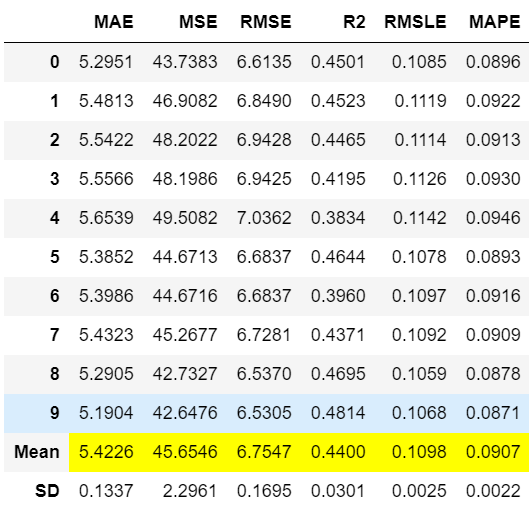 MAE MSE RMSE R2 RMSLE MAPE
0 5.2951 43.7383 6.6135 0.4501 0.1085 0.0896
1 5.4813 46.9082 6.8490 0.4523 0.1119 0.0922
2 5.5422 48.2022 6.9428 0.4465 0.1114 0.0913
3 5.5566 48.1986 6.9425 0.4195 0.1126 0.0930
4 5.6539 49.5082 7.0362 0.3834 0.1142 0.0946
5 5.3852 44.6713 6.6837 0.4644 0.1078 0.0893
6 5.3986 44.6716 6.6837 0.3960 0.1097 0.0916
7 5.4323 45.2677 6.7281 0.4371 0.1092 0.0909
8 5.2905 42.7327 6.5370 0.4695 0.1059 0.0878
9 5.1904 42.6476 6.5305 0.4814 0.1068 0.0871
Mean 5.4226 45.6546 6.7547 0.4400 0.1098 0.0907
SD 0.1337 2.2961 0.1695 0.0301 0.0025 0.0022